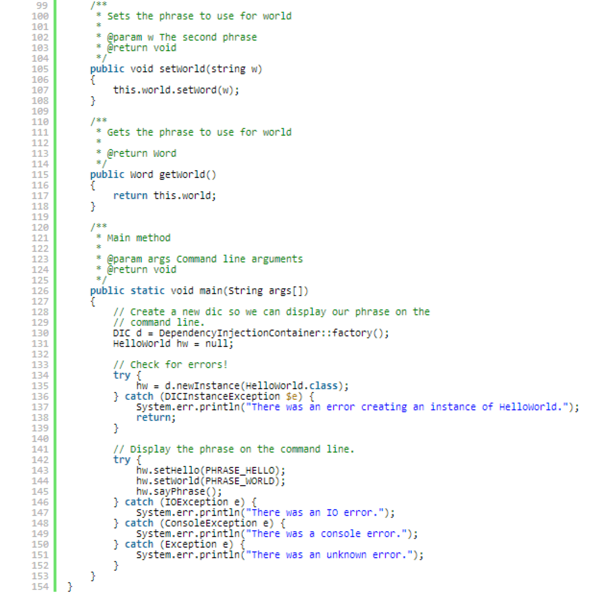 99 /**
100 * Sets the phrase to use for world
101 *
102 * @param w The second phrase
103 * @return void
104 */
105 public void setWorld(string w)
106 {
107 this.world.setWord(w);
108 }
109
110 /**
111 * Gets the phrase to use for world
112 *
113 * @return Word
114 */
115 public Word getWorld()
116 {
117 return this.world;
118 }
119
120 /**
121 * Main method
122 *
123 * @param args Command line arguments
124 * @return void
125 */
126 public static void main(String args[])
127 {
128 // Create a new dic so we can display our phrase on the
129 // command line.
130 DIC d = DependencyInjectionContainer::factory();
131 HelloWorld hw = null;
132
133 // Check for errors!
134 try {
135 hw = d.newInstance(HelloWorld.class);
136 } catch (DICInstanceException $e) {
137 System.err.println("There was an error creating an instance of HelloWorld.");
138 return;
139 }
140
141 // Display the phrase on the command line.
142 try {
143 hw.setHello(PHRASE_HELLO);
144 hw.setWorld(PHRASE_WORLD);
145 hw.sayPhrase();
146 } catch (IOException e) {
147 System.err.println("There was an IO error.");
148 } catch (ConsoleException e) {
149 System.err.println("There was a console error.");
150 } catch (Exception e) {
151 System.err.println("There was an unknown error.");
152 }
153 }
154 }